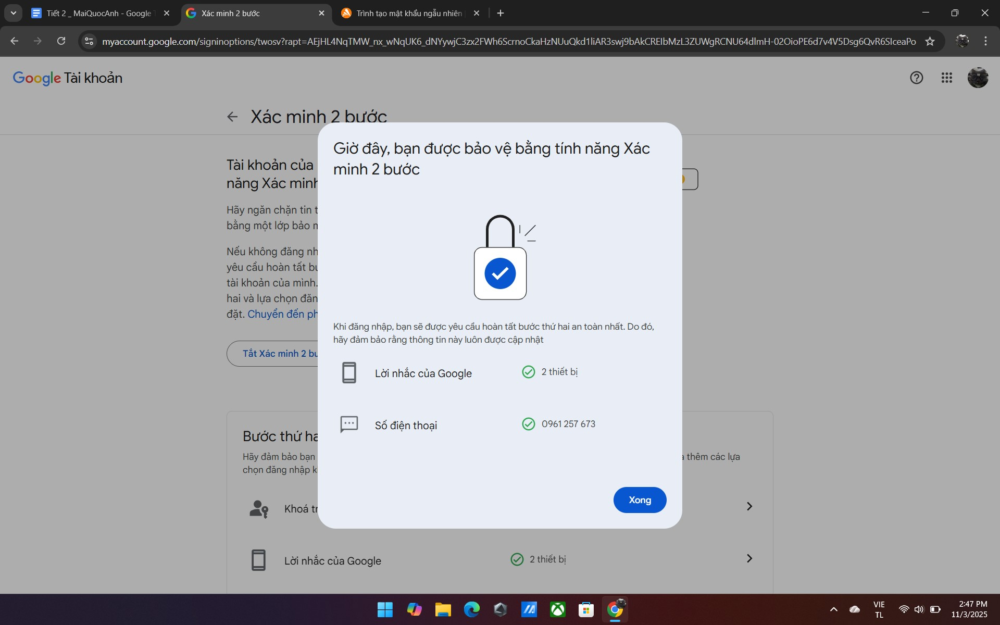 Tiết 2 _ MaiQuocAnh - Google
Xác minh 2 bước
Trình tạo mật khẩu ngẫu nhiên
myaccount.google.com/signinoptions/twosv?rapt=AEjHL4NqTMW_nx_wNqUK6_dNYywjC3zx2FWh6ScrnoCkaHzNUuQkd1liAR3swj9bAkCREIbMzL3ZUWgRCNU64dlmH-02OioPE6d7v4V5Dsg6QvR6SIceaPo
Google Tài khoản
Xác minh 2 bước
Giờ đây, bạn được bảo vệ bằng tính năng Xác
minh 2 bước
Tài khoản của
năng Xác minh
Hãy ngăn chặn tin t
bằng một lớp bảo m
Nếu không đăng nh
yêu cầu hoàn tất bu
tài khoản của mình.
hai và lựa chọn đăn
đặt. Chuyển đến ph
Tắt Xác minh 2 bu
Khi đăng nhập, bạn sẽ được yêu cầu hoàn tất bước thứ hai an toàn nhất. Do đó,
hãy đảm bảo rằng thông tin này luôn được cập nhật
Lời nhắc của Google
2 thiết bị
Số điện thoại
0961 257 673
Xong
Bước thứ ha
Hãy đảm bảo bạn
a thêm các lựa
chọn đăng nhập k
Khoá tr
Lời nhắc của Google
2 thiết bị
VIE
TL
2:47 PM
11/3/2025